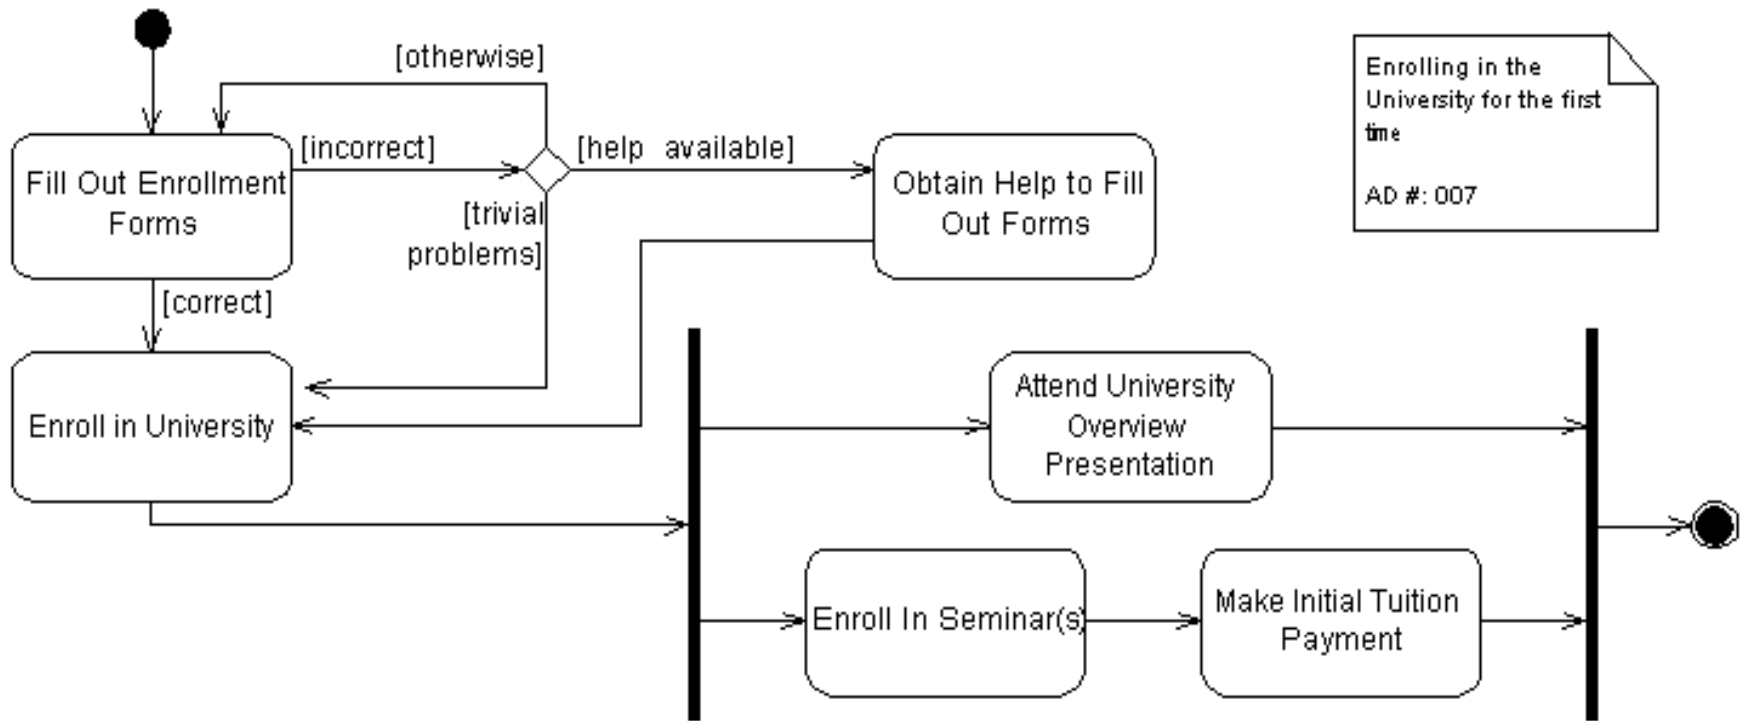 [otherwise]
Enrolling in the
University for the first
time
AD #: 007
[incorrect]
[help available]
Fill Out Enrollment
Forms
[trivial
problems]
Obtain Help to Fill
Out Forms
[correct]
Enroll in University
Attend University
Overview
Presentation
Enroll In Seminar(s)
Make Initial Tuition
Payment